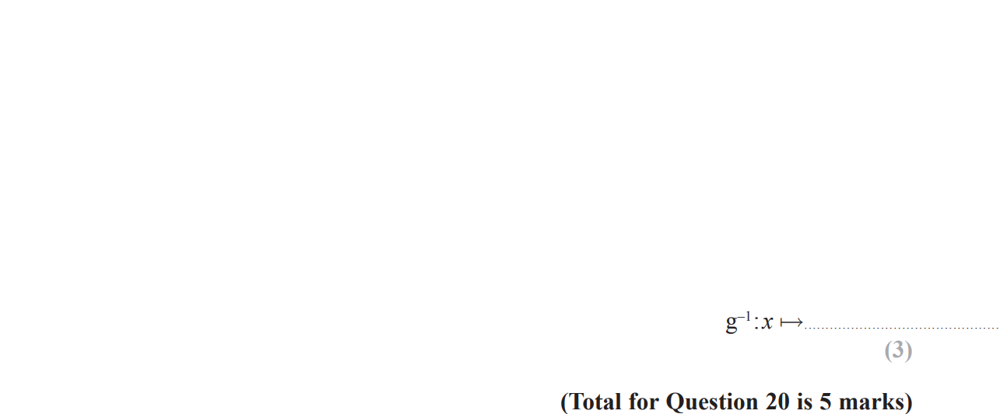 g⁻¹:x ↦ ..............................................
(3)
(Total for Question 20 is 5 marks)